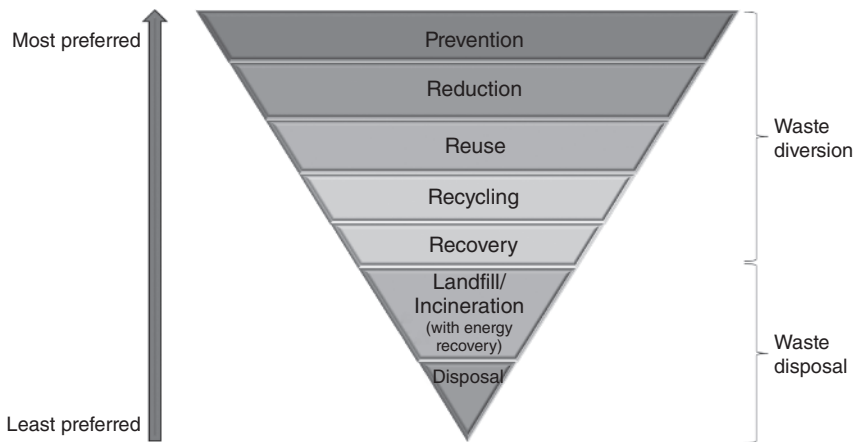 Most preferred
Prevention
Reduction
Reuse
Recycling
Recovery
Landfill/
Incineration
(with energy
recovery)
Disposal
Least preferred
Waste
diversion
Waste
disposal